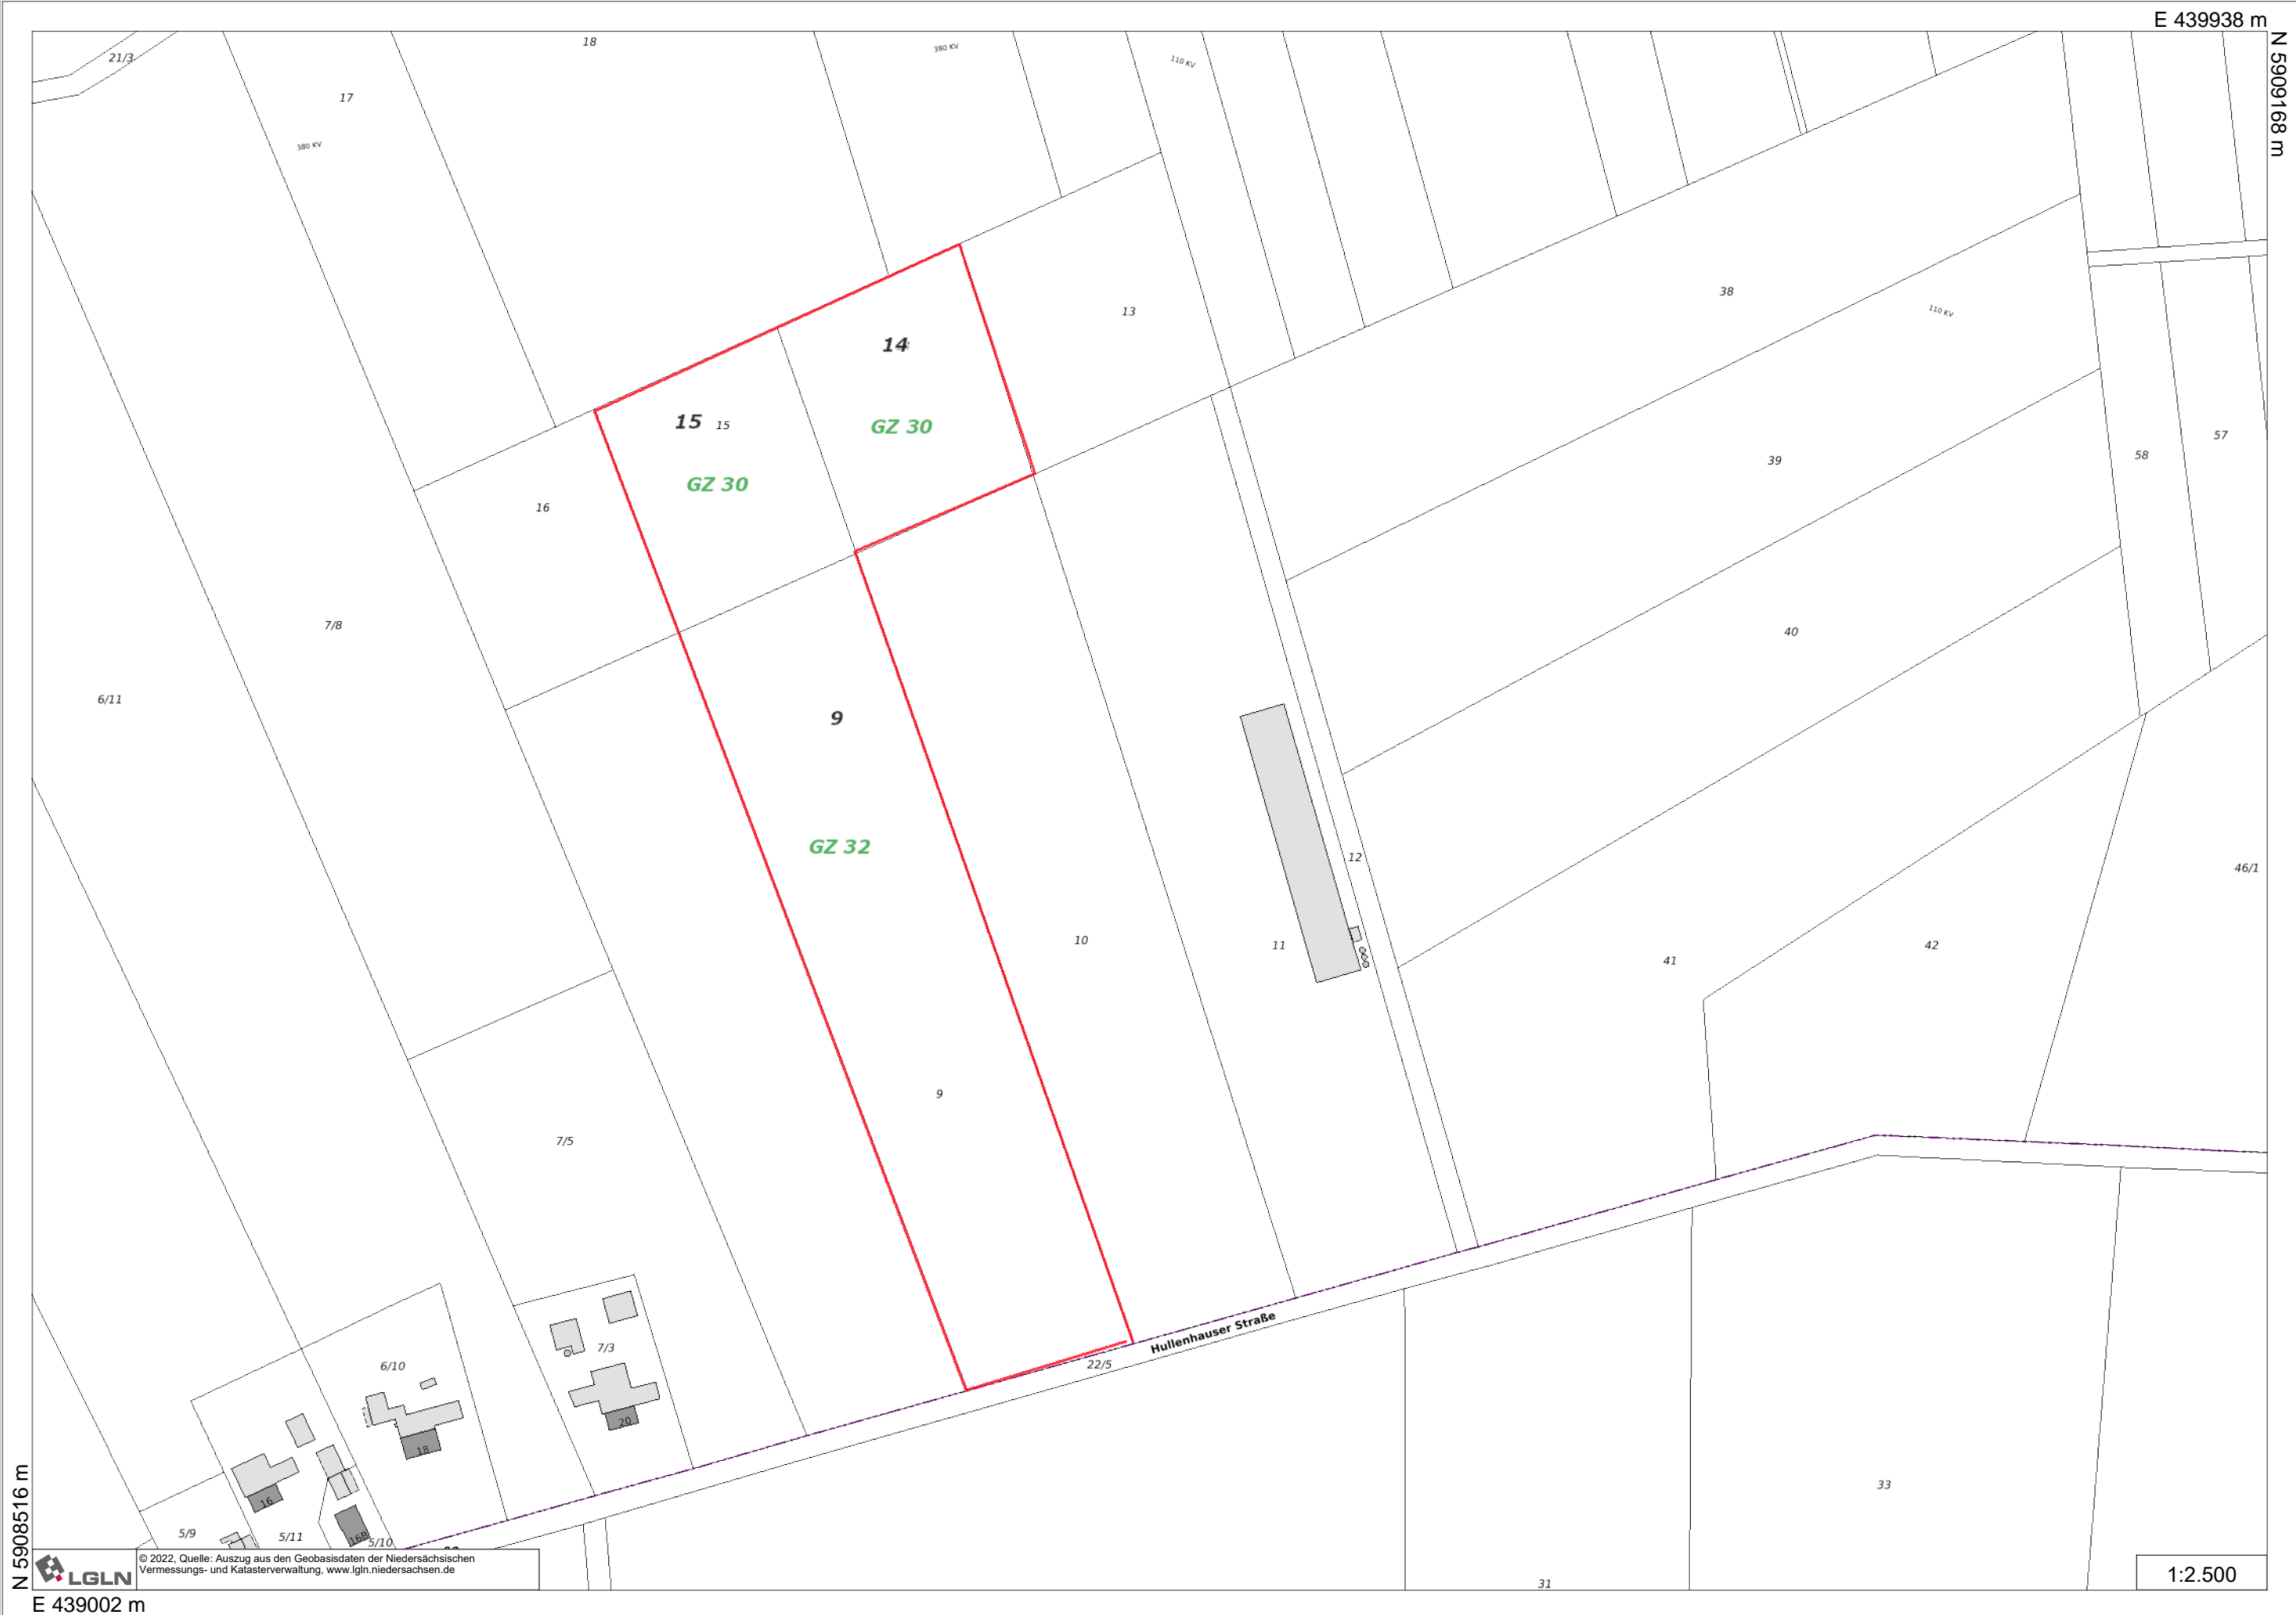 E 439938 m
N 5909168 m
18
380 KV
21/3
110 KV
17
380 KV
38
13
110 KV
14
15
15
GZ 30
57
58
39
GZ 30
16
7/8
40
6/11
9
GZ 32
12
46/1
10
11
42
41
9
7/5
Hullenhauser Straße
7/3
22/5
6/10
20
18
33
16
5/9
5/11
16B
5/10
N 5908516 m
LGLN
© 2022, Quelle: Auszug aus den Geobasisdaten der Niedersächsischen
Vermessungs- und Katasterverwaltung, www.lgln.niedersachsen.de
31
1:2.500
E 439002 m